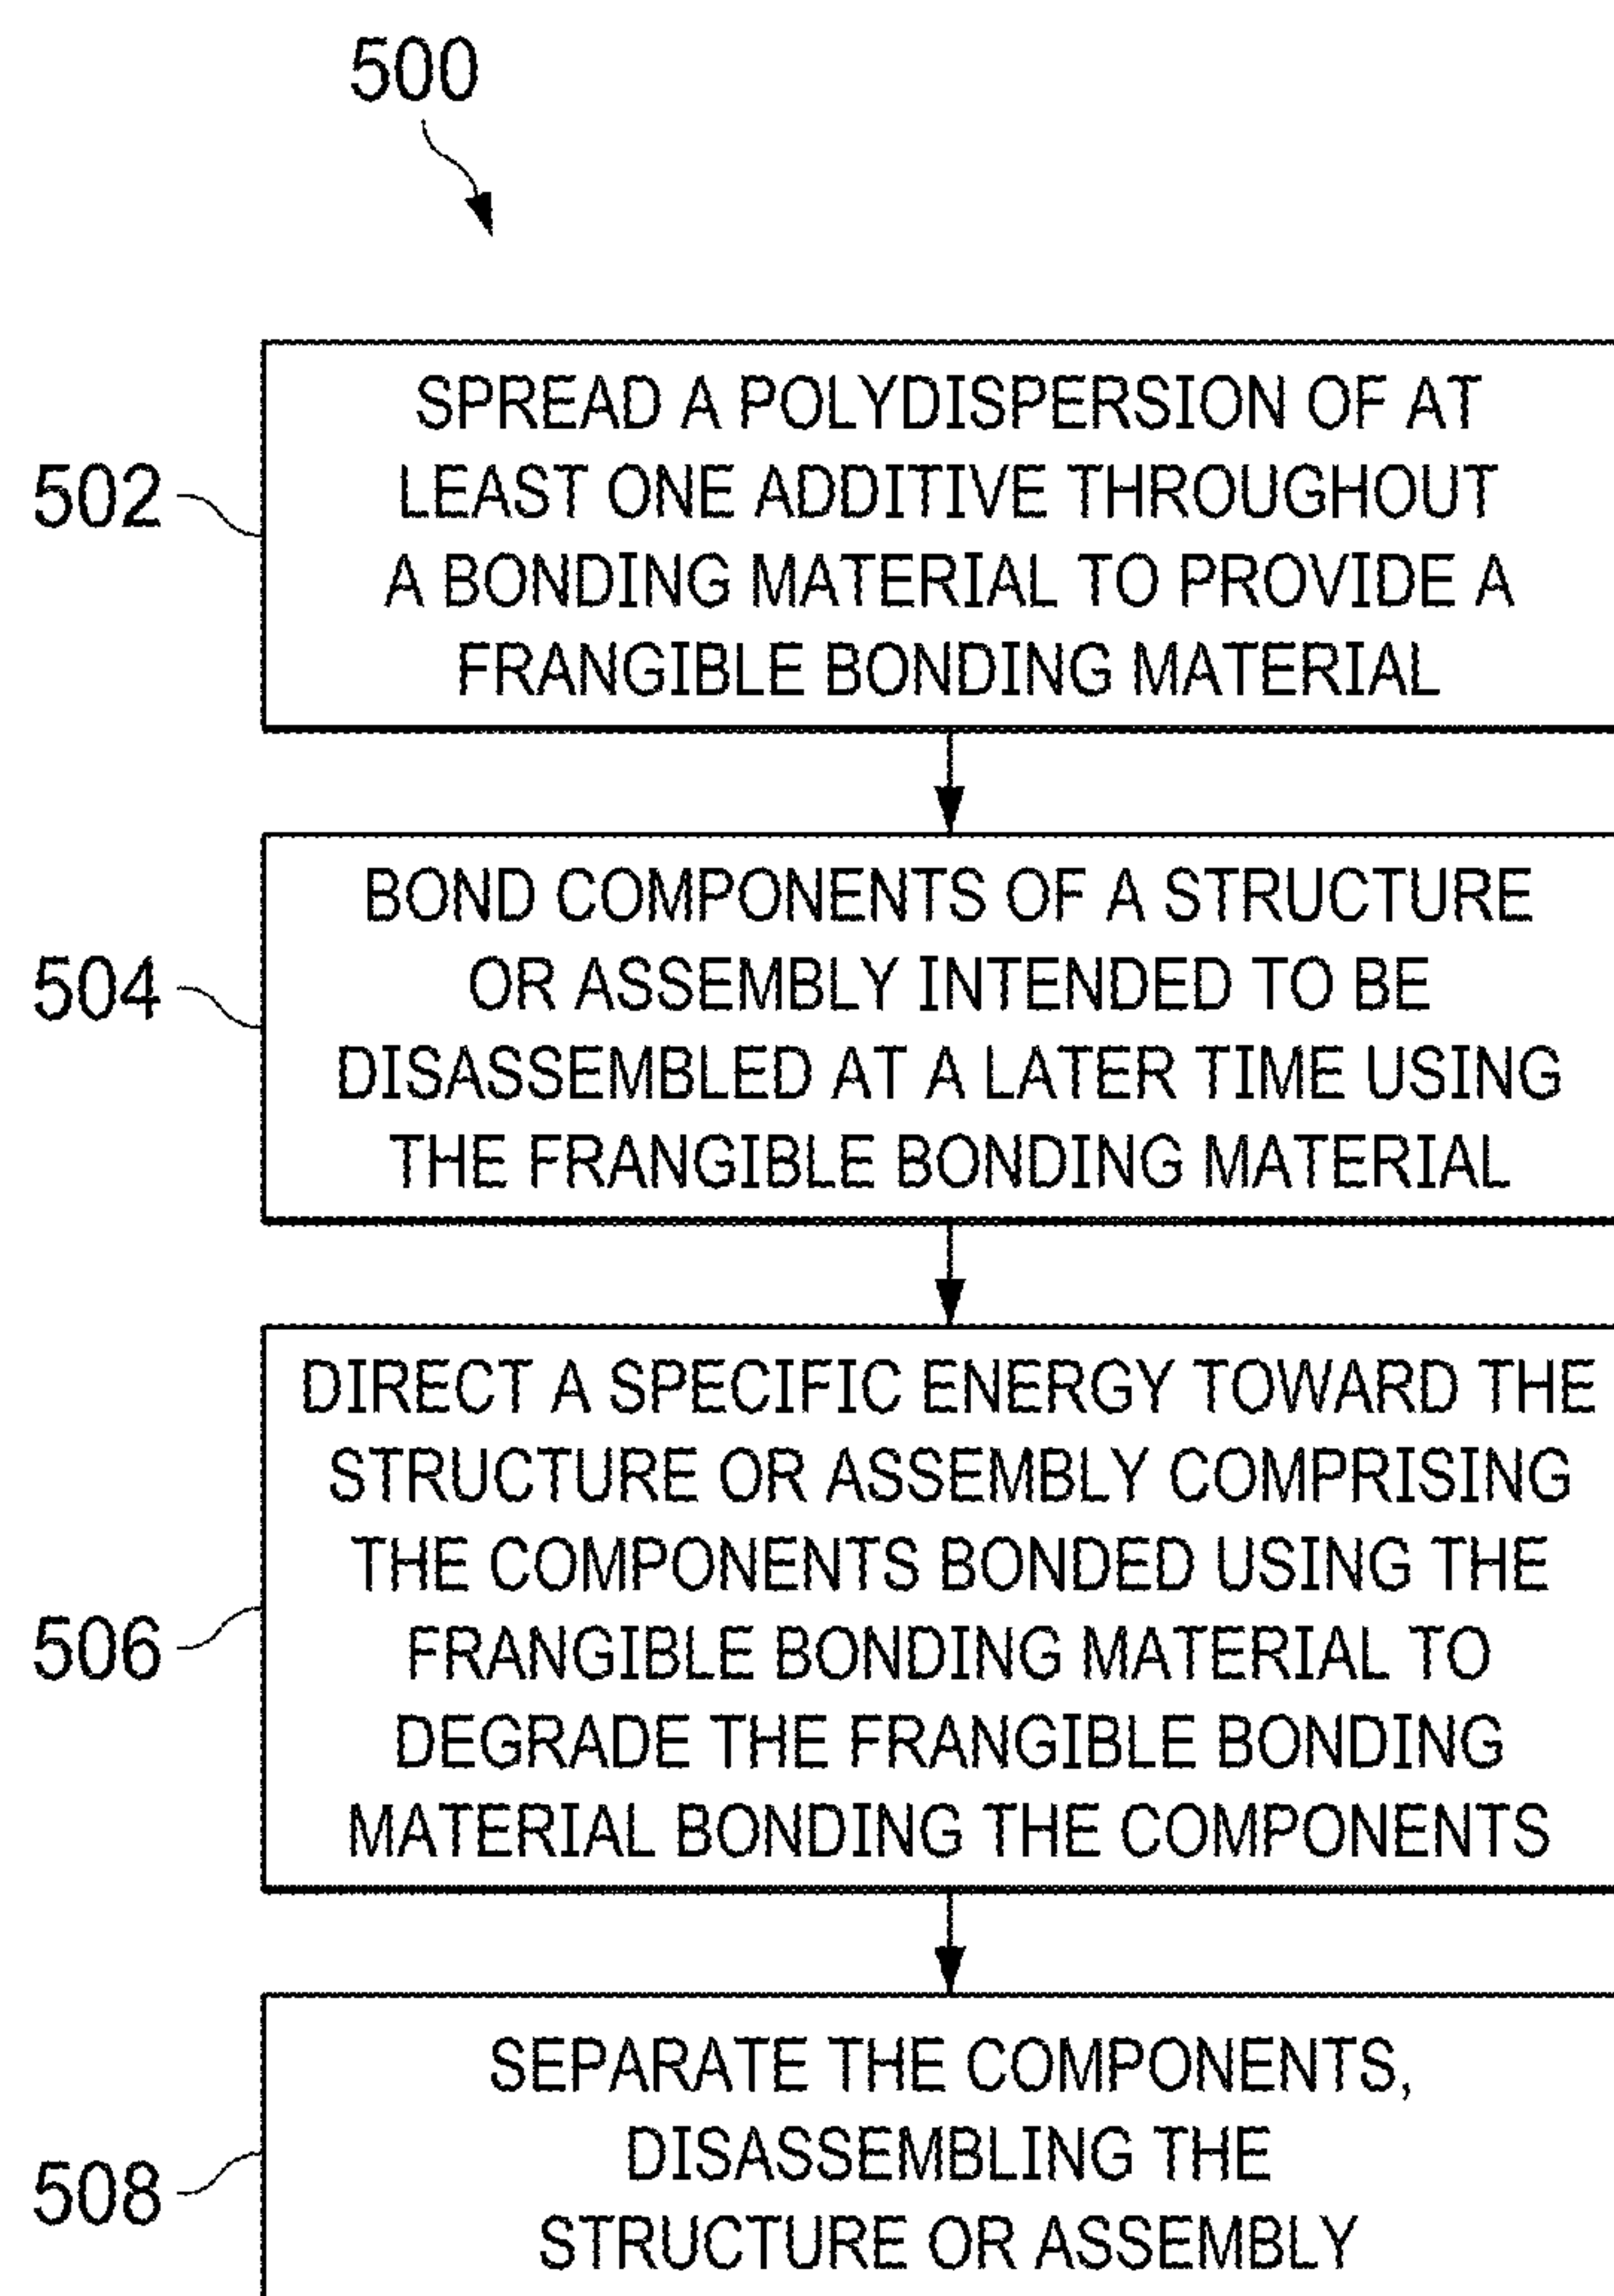 500
502
SPREAD A POLYDISPERSION OF AT
LEAST ONE ADDITIVE THROUGHOUT
A BONDING MATERIAL TO PROVIDE A
FRANGIBLE BONDING MATERIAL
504
BOND COMPONENTS OF A STRUCTURE
OR ASSEMBLY INTENDED TO BE
DISASSEMBLED AT A LATER TIME USING
THE FRANGIBLE BONDING MATERIAL
506
DIRECT A SPECIFIC ENERGY TOWARD THE
STRUCTURE OR ASSEMBLY COMPRISING
THE COMPONENTS BONDED USING THE
FRANGIBLE BONDING MATERIAL TO
DEGRADE THE FRANGIBLE BONDING
MATERIAL BONDING THE COMPONENTS
508
SEPARATE THE COMPONENTS,
DISASSEMBLING THE
STRUCTURE OR ASSEMBLY